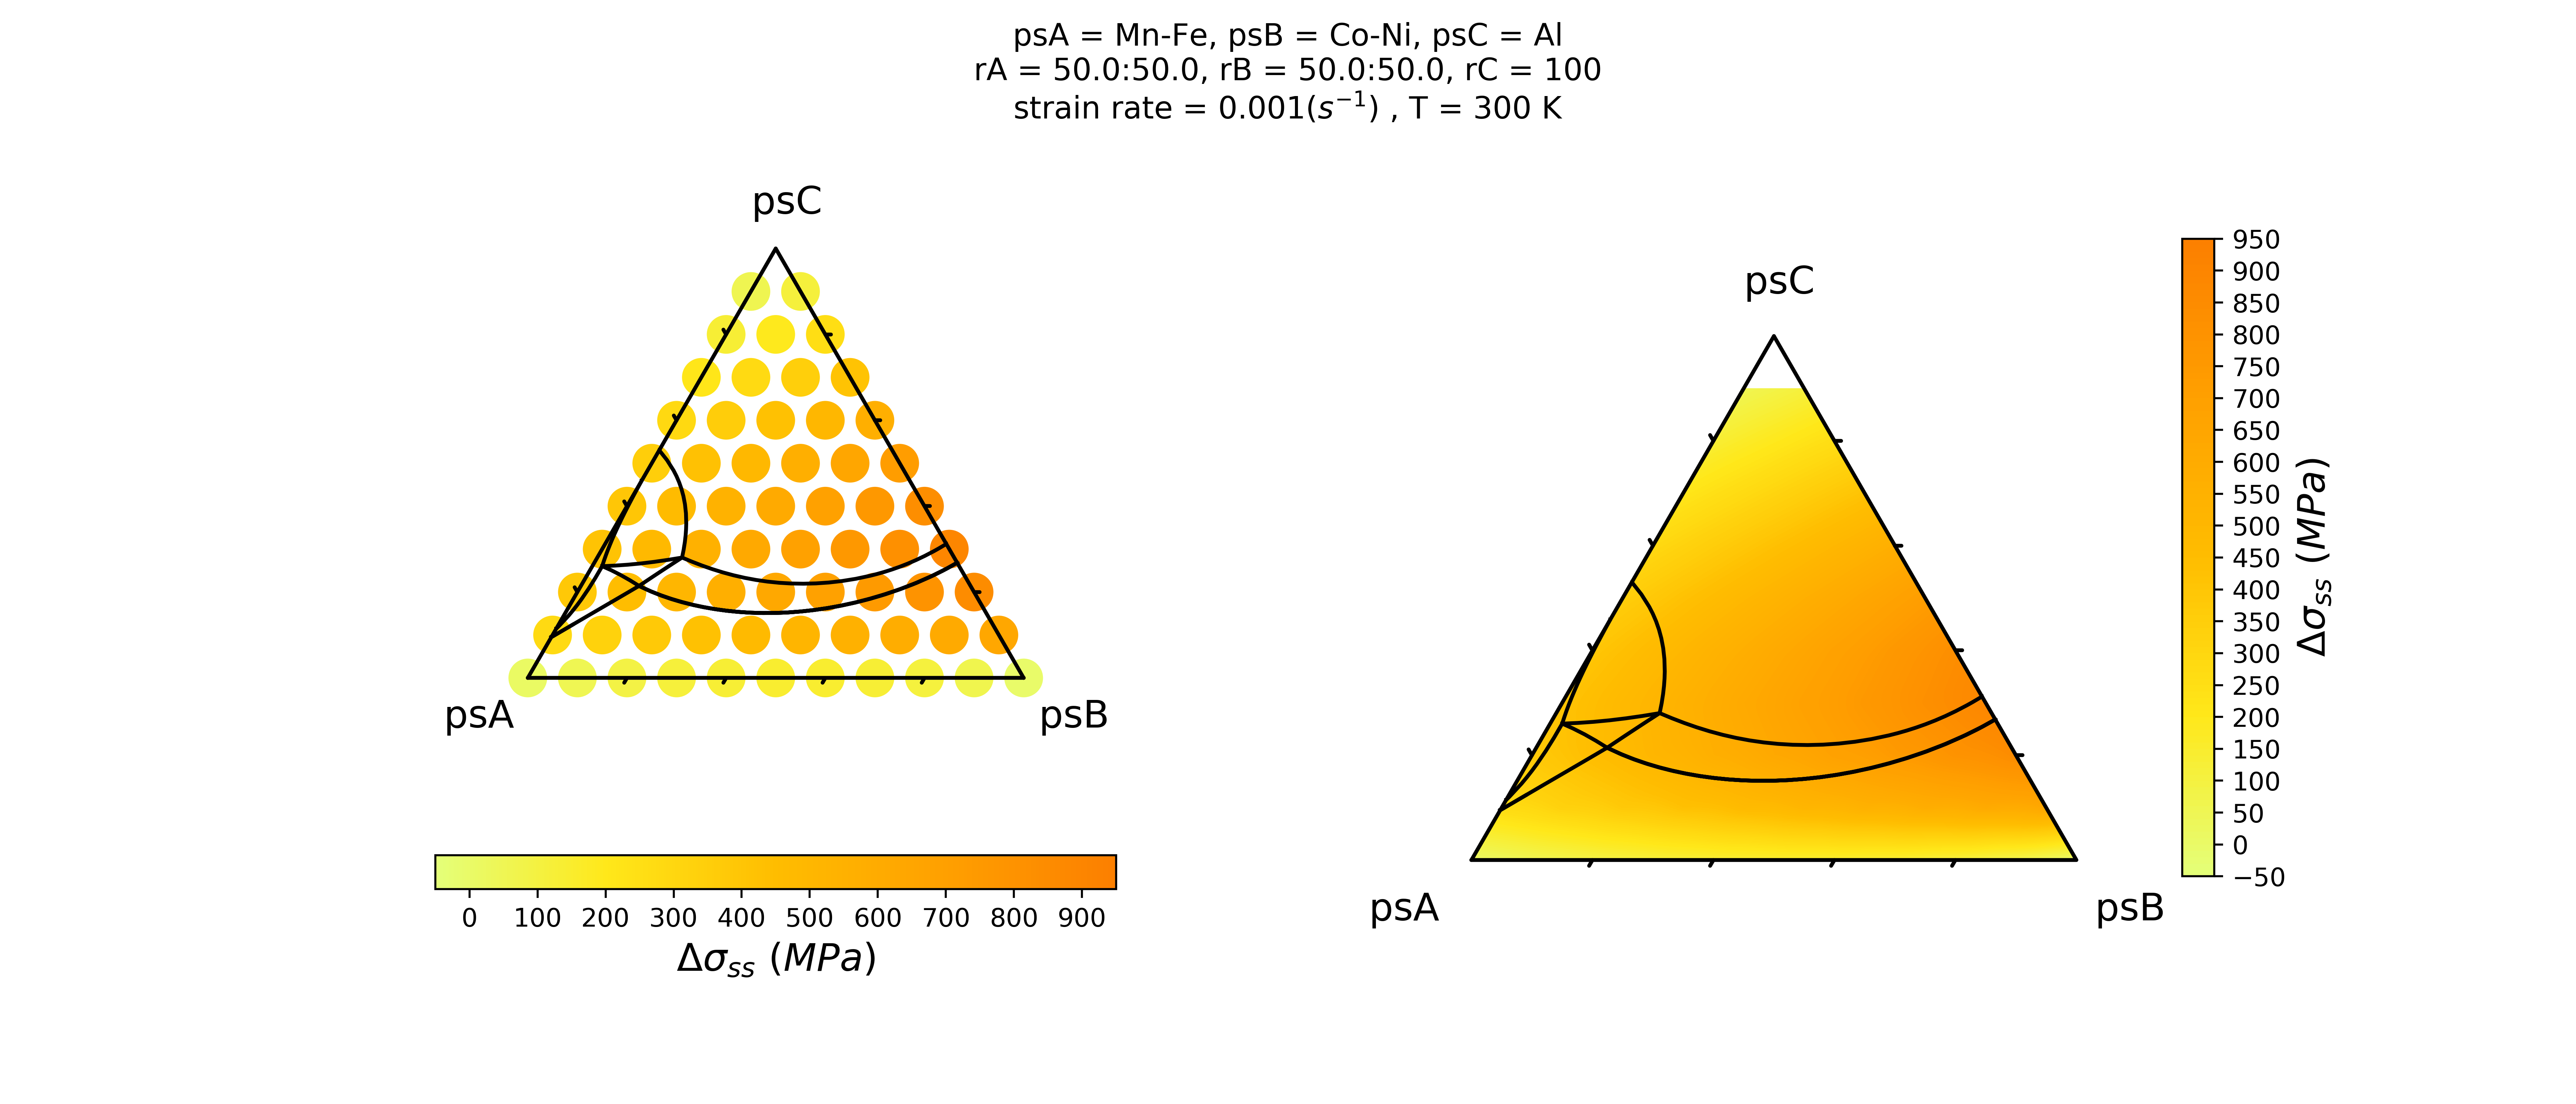 psA = Mn-Fe, psB = Co-Ni, psC = Al
rA = 50.0:50.0, rB = 50.0:50.0, rC = 100
strain rate = 0.001(s⁻¹) , T = 300 K
psC
psA
psB
0 100 200 300 400 500 600 700 800 900
Δσss (MPa)
psC
psA
psB
950
900
850
800
750
700
650
600
550
500
450
400
350
300
250
200
150
100
50
0
−50
Δσss (MPa)